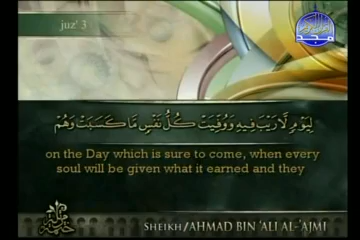 juz' 3
مجد
لِيَوْمٍ لَّا رَيْبَ فِيهِ وَوُفِّيَتْ كُلُّ نَفْسٍ مَّا كَسَبَتْ وَهُمْ
on the Day which is sure to come, when every
soul will be given what it earned and they
SHEIKH/AHMAD BIN 'ALI AL-'AJMI